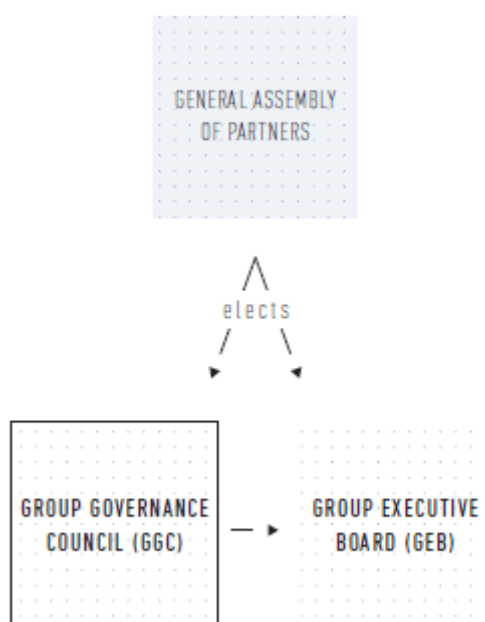 GENERAL ASSEMBLY
OF PARTNERS
elects
GROUP GOVERNANCE
COUNCIL (GGC)
GROUP EXECUTIVE
BOARD (GEB)